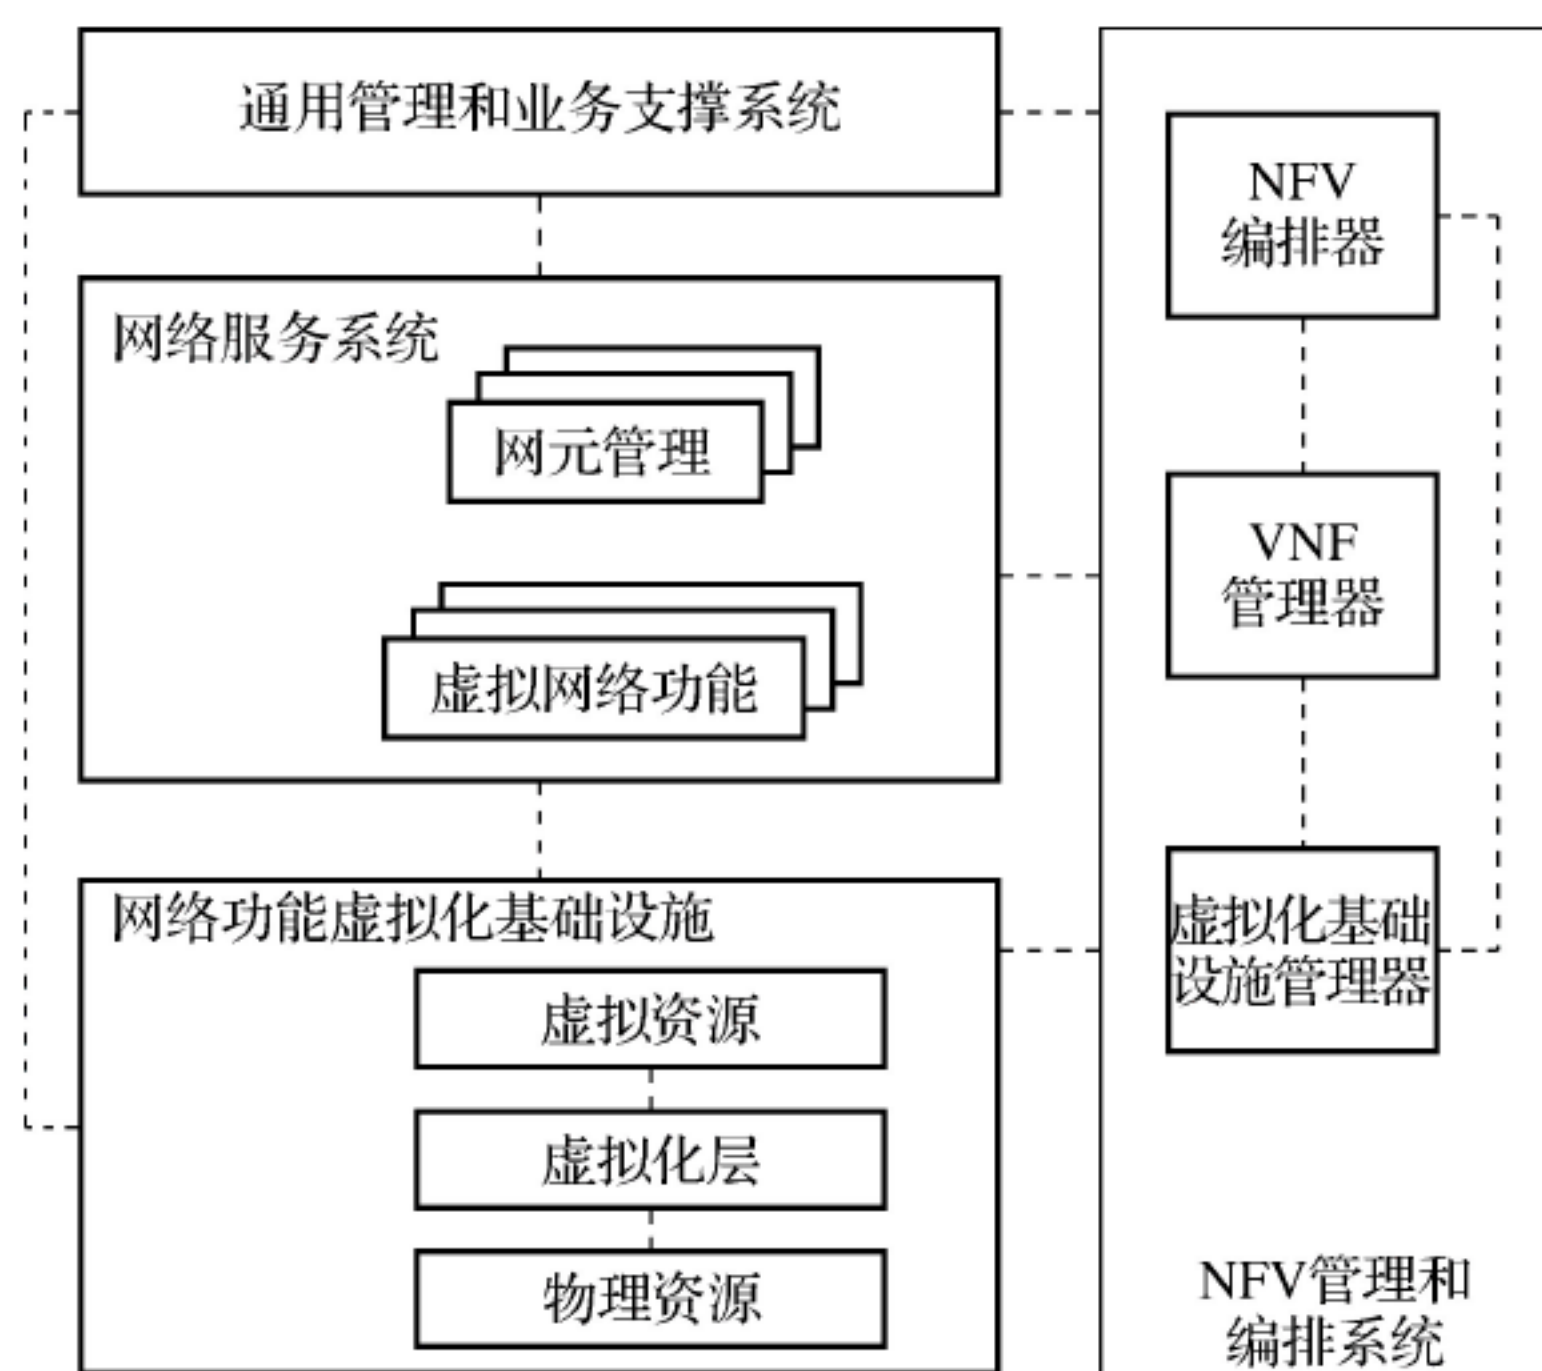 通用管理和业务支撑系统
网络服务系统
网元管理
虚拟网络功能
网络功能虚拟化基础设施
虚拟资源
虚拟化层
物理资源
NFV
编排器
VNF
管理器
虚拟化基础
设施管理器
NFV管理和
编排系统